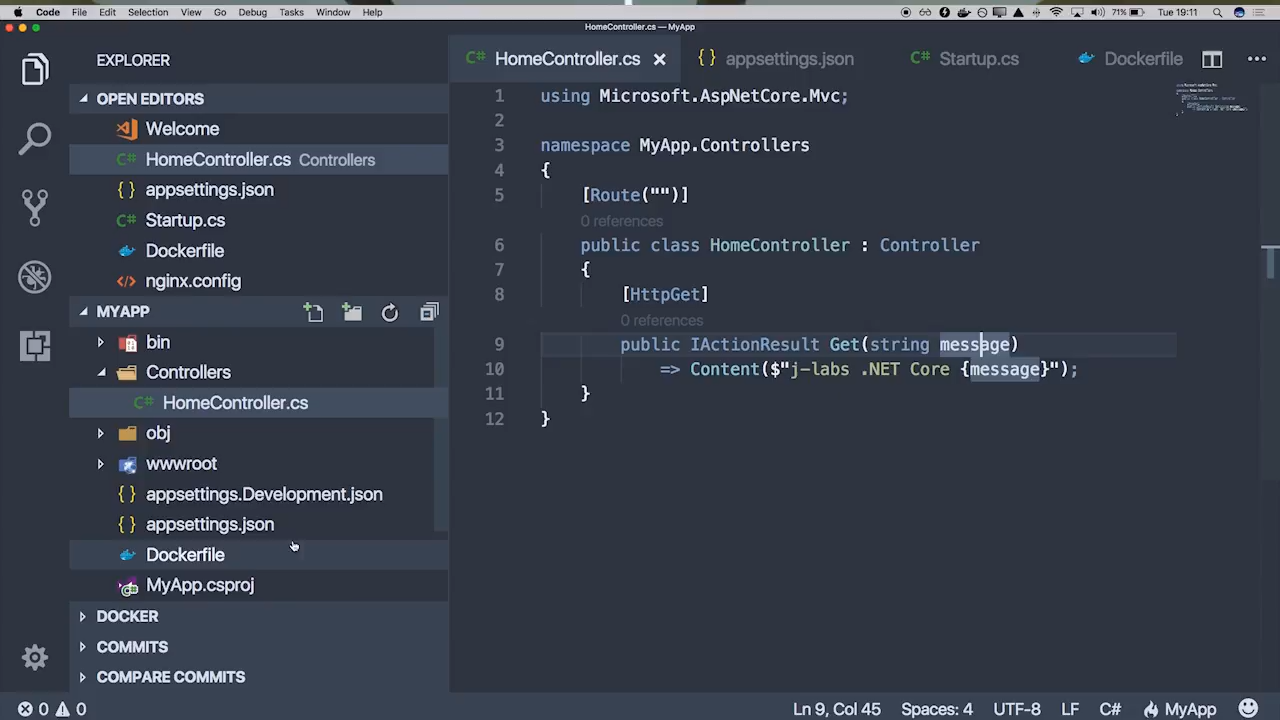 Code File Edit Selection View Go Debug Tasks Window Help 71% Tue 19:11
HomeController.cs — MyApp
EXPLORER
OPEN EDITORS
Welcome
HomeController.cs Controllers
appsettings.json
Startup.cs
Dockerfile
nginx.config
MYAPP
bin
Controllers
HomeController.cs
obj
wwwroot
appsettings.Development.json
appsettings.json
Dockerfile
MyApp.csproj
DOCKER
COMMITS
COMPARE COMMITS
HomeController.cs appsettings.json Startup.cs Dockerfile
1 using Microsoft.AspNetCore.Mvc;
2
3 namespace MyApp.Controllers
4 {
5 [Route("")]
0 references
6 public class HomeController : Controller
7 {
8 [HttpGet]
0 references
9 public IActionResult Get(string message)
10 => Content($"j-labs .NET Core {message}");
11 }
12 }
0 0 Ln 9, Col 45 Spaces: 4 UTF-8 LF C# MyApp